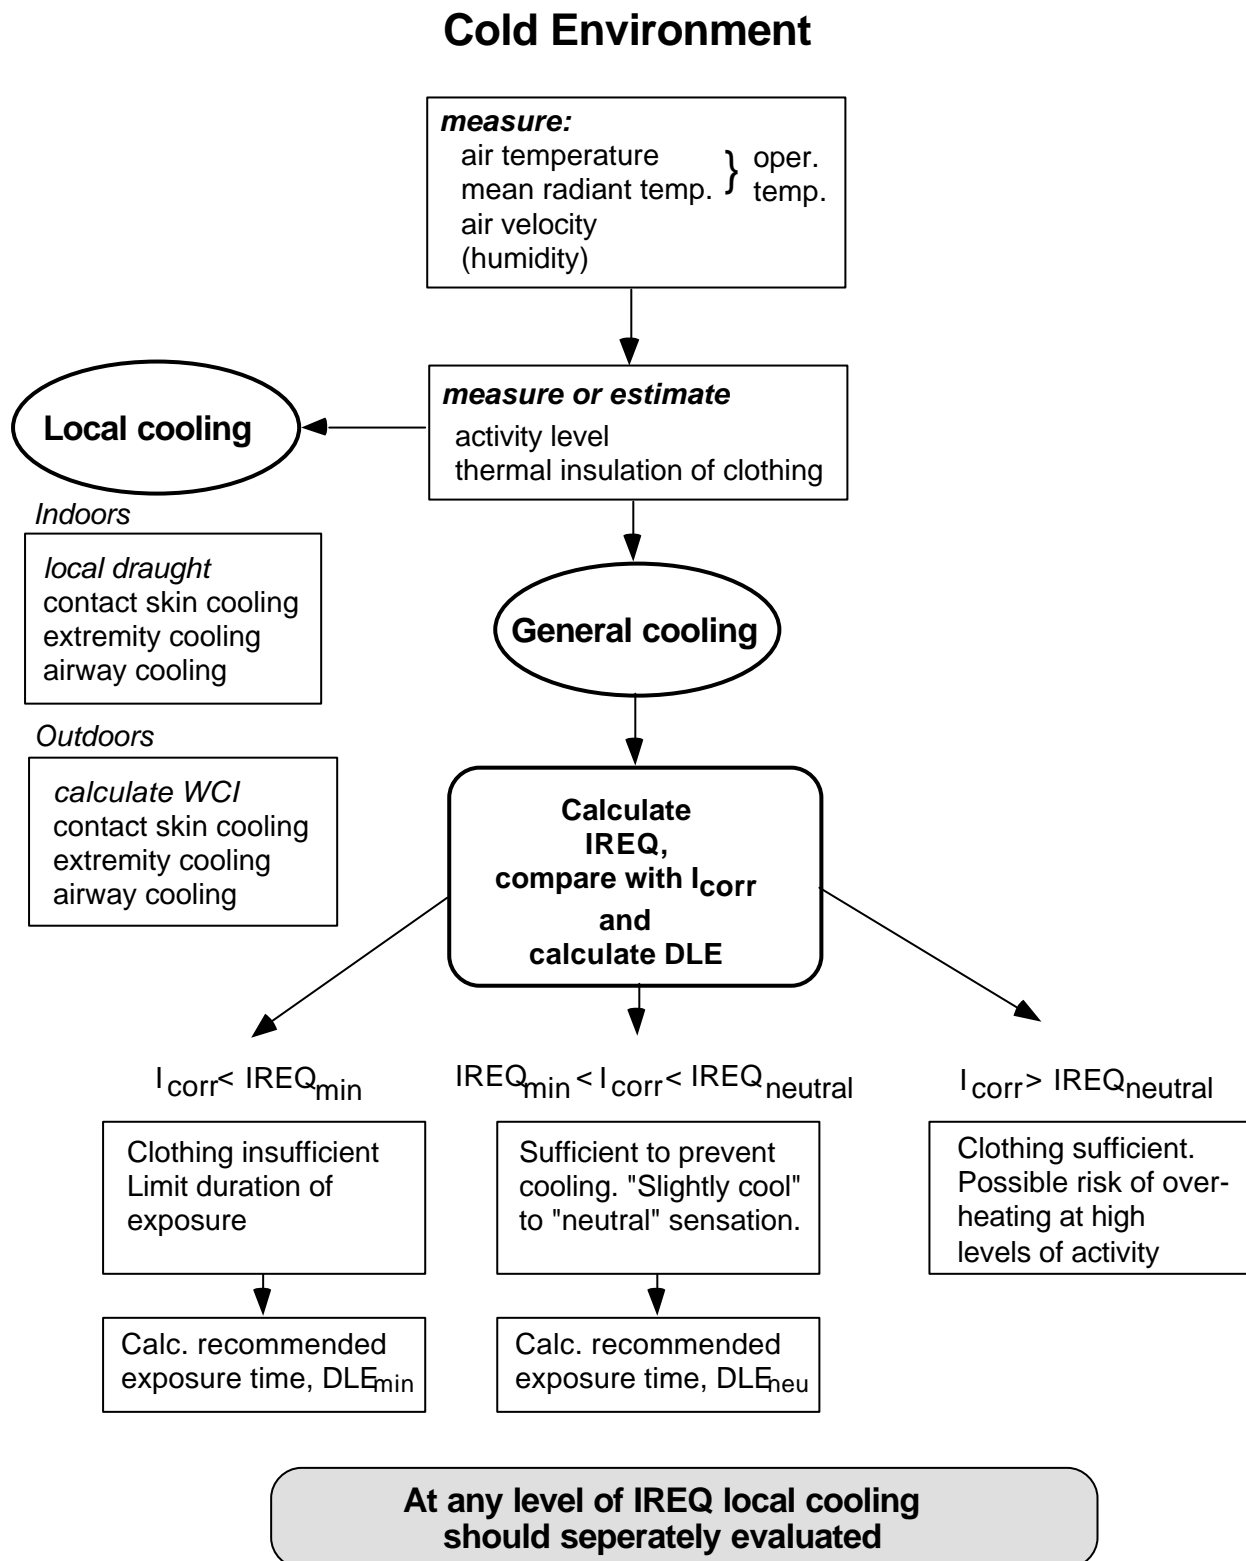 Cold Environment
measure:
air temperature
mean radiant temp.
} oper.
temp.
air velocity
(humidity)
measure or estimate
activity level
thermal insulation of clothing
Local cooling
Indoors
local draught
contact skin cooling
extremity cooling
airway cooling
Outdoors
calculate WCI
contact skin cooling
extremity cooling
airway cooling
General cooling
Calculate
IREQ,
compare with Icorr
and
calculate DLE
Icorr< IREQmin
Clothing insufficient
Limit duration of
exposure
Calc. recommended
exposure time, DLEmin
IREQmin < Icorr< IREQneutral
Sufficient to prevent
cooling. "Slightly cool"
to "neutral" sensation.
Calc. recommended
exposure time, DLEneu
Icorr> IREQneutral
Clothing sufficient.
Possible risk of over-
heating at high
levels of activity
At any level of IREQ local cooling
should seperately evaluated